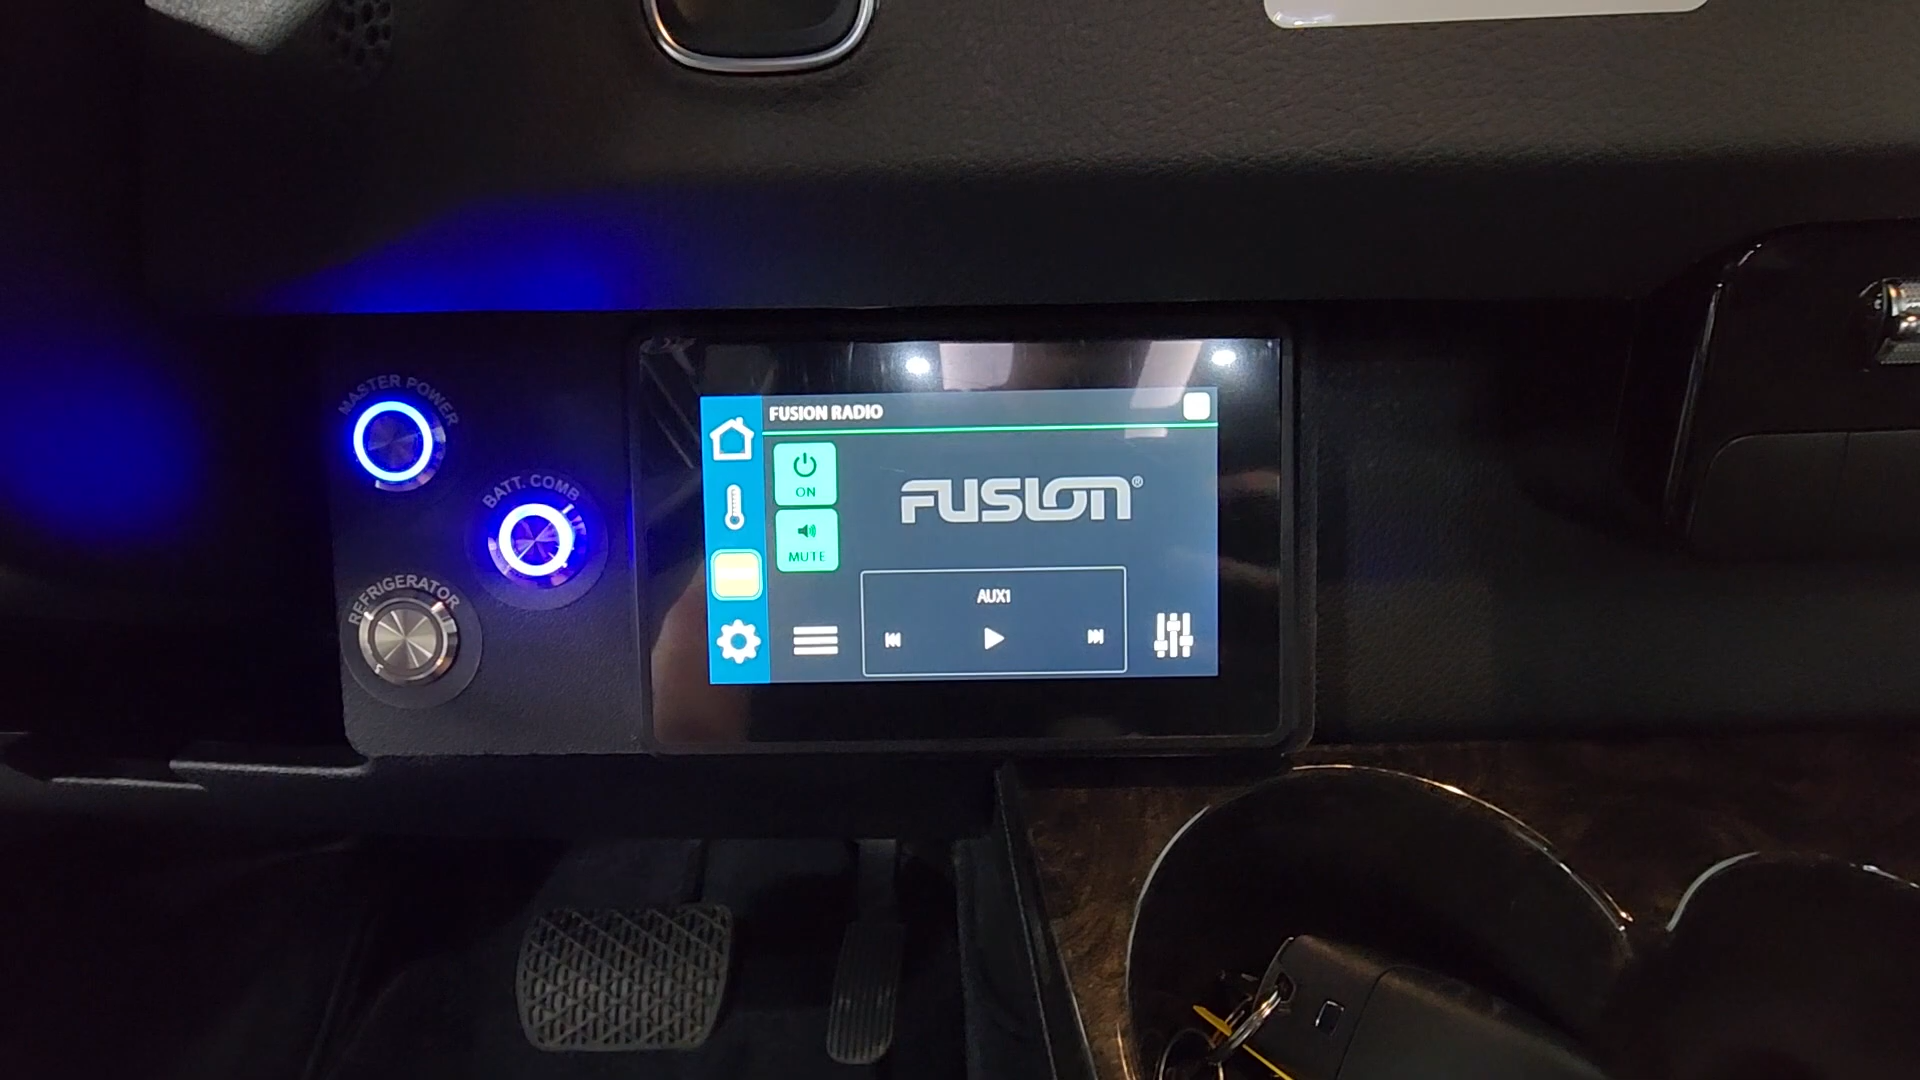 MASTER POWER
BATT. COMB
REFRIGERATOR
FUSION RADIO
ON
MUTE
FUSION®
AUX1